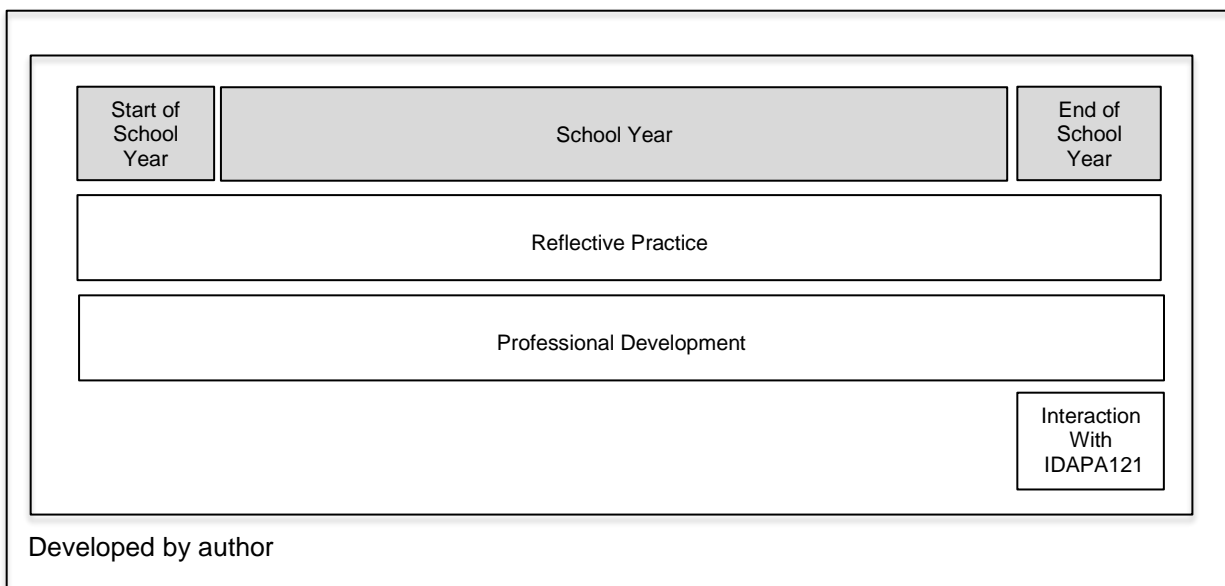 Start of
School
Year
School Year
End of
School
Year
Reflective Practice
Professional Development
Interaction
With
IDAPA121
Developed by author